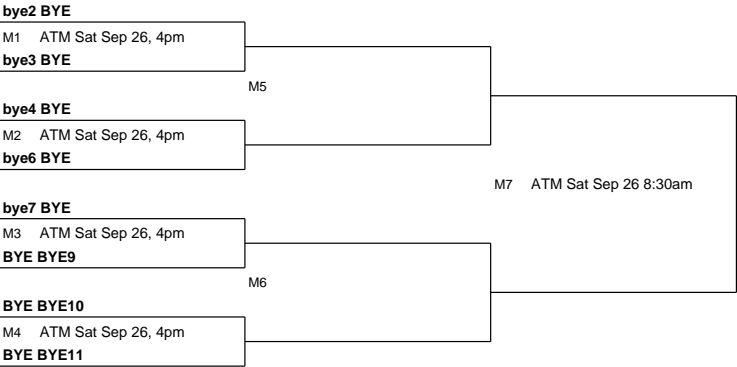 bye2 BYE
M1 ATM Sat Sep 26, 4pm
bye3 BYE
M5
bye4 BYE
M2 ATM Sat Sep 26, 4pm
bye6 BYE
M7 ATM Sat Sep 26 8:30am
bye7 BYE
M3 ATM Sat Sep 26, 4pm
BYE BYE9
M6
BYE BYE10
M4 ATM Sat Sep 26, 4pm
BYE BYE11